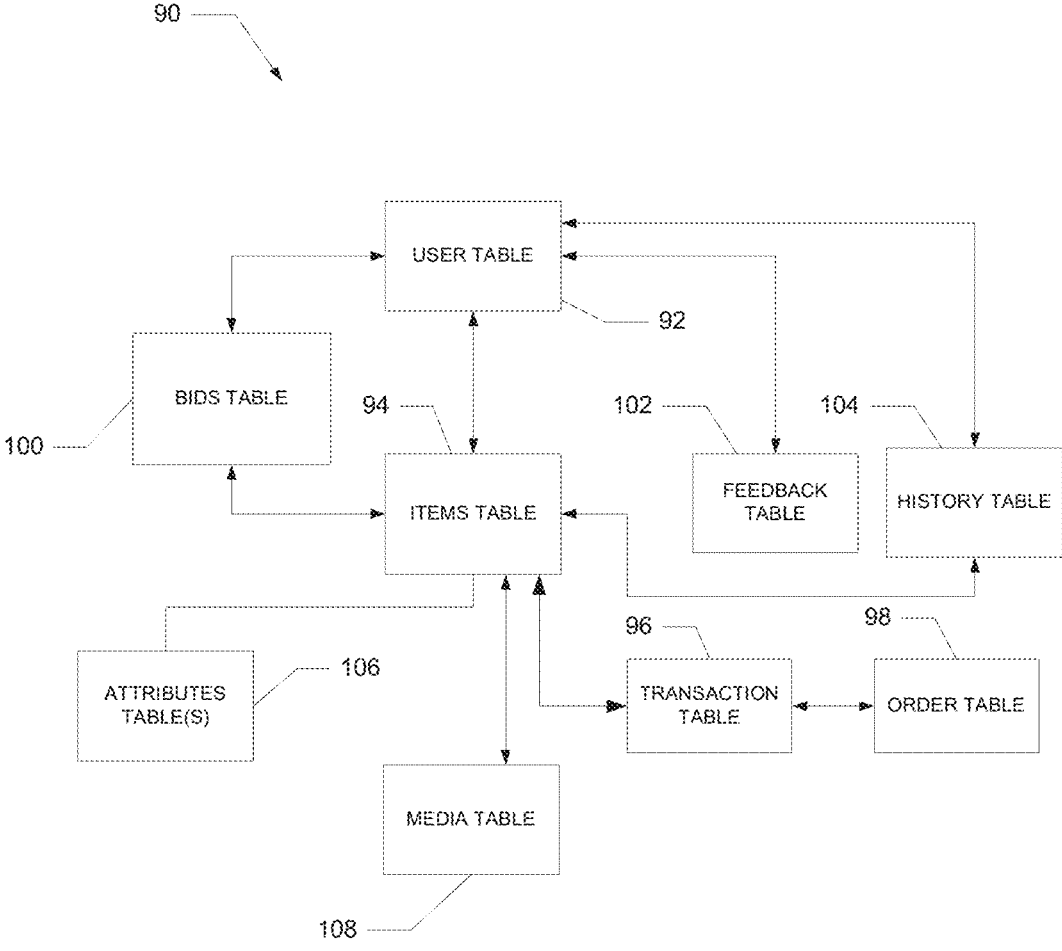 90
USER TABLE
92
BIDS TABLE
100
94
102
104
ITEMS TABLE
FEEDBACK
TABLE
HISTORY TABLE
96
98
ATTRIBUTES
TABLE(S)
106
TRANSACTION
TABLE
ORDER TABLE
MEDIA TABLE
108